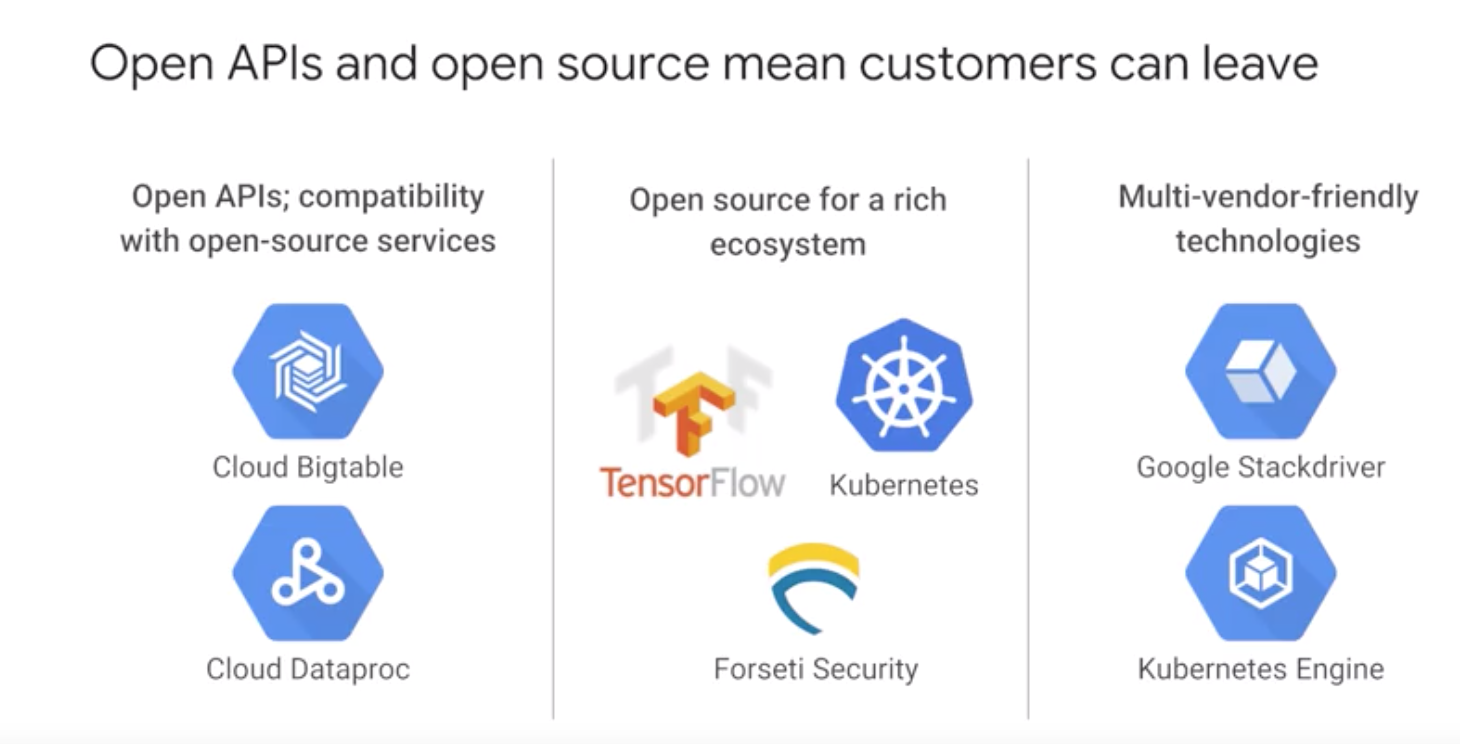 Open APIs and open source mean customers can leave
Open APIs; compatibility
with open-source services
Cloud Bigtable
Cloud Dataproc
Open source for a rich
ecosystem
TensorFlow
Kubernetes
Forseti Security
Multi-vendor-friendly
technologies
Google Stackdriver
Kubernetes Engine